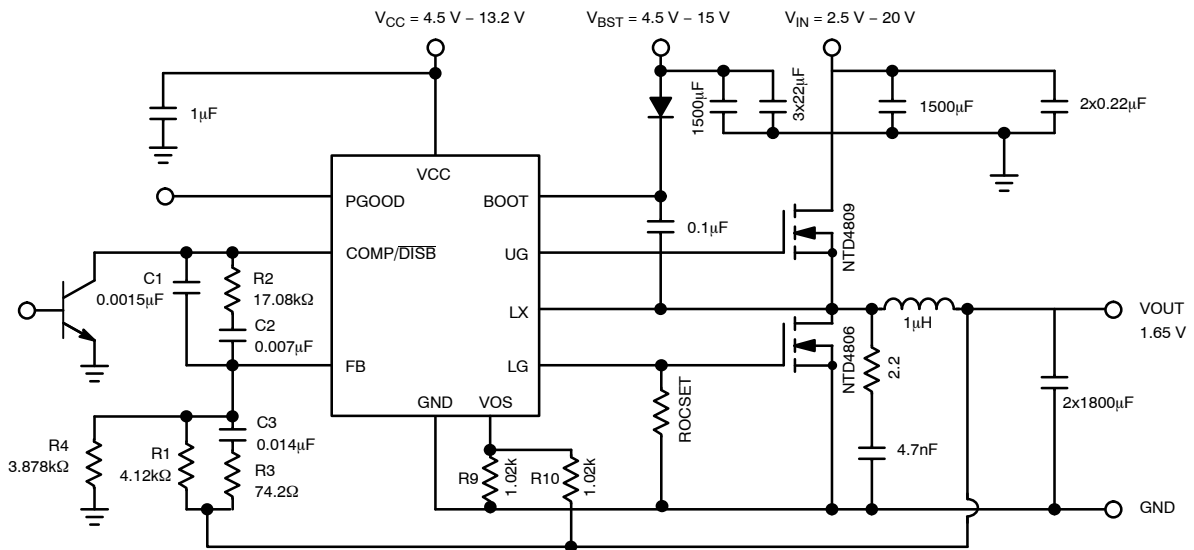 VCC = 4.5 V − 13.2 V
VBST = 4.5 V − 15 V
VIN = 2.5 V − 20 V
1μF
1500μF
3x22μF
1500μF
2x0.22μF
VCC
PGOOD
BOOT
0.1μF
NTD4809
COMP/DISB
UG
C1
0.0015μF
R2
17.08kΩ
C2
0.007μF
LX
1μH
VOUT
1.65 V
FB
LG
NTD4806
2.2
GND
VOS
ROCSET
2x1800μF
C3
0.014μF
R4
3.878kΩ
R1
4.12kΩ
R3
74.2Ω
R9
1.02k
R10
1.02k
4.7nF
GND